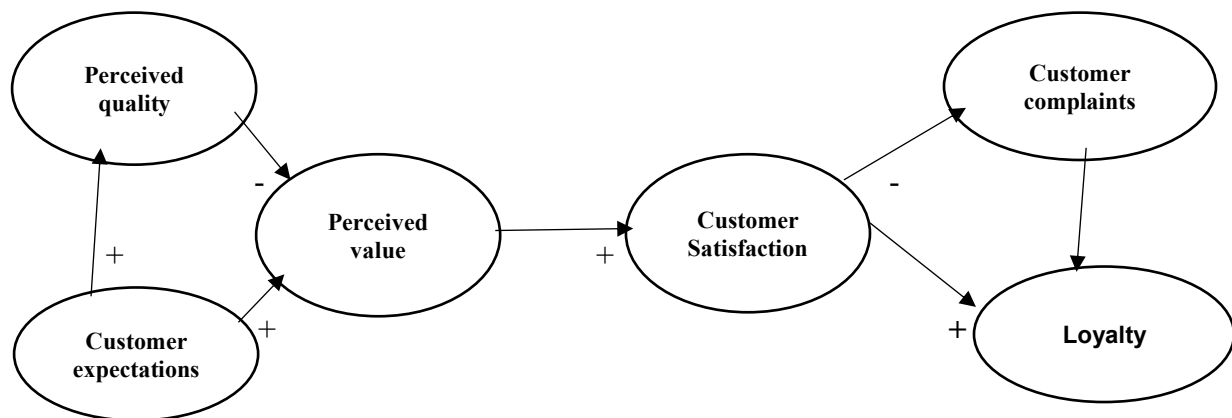 Perceived
quality
Customer
complaints
-
-
Perceived
value
Customer
Satisfaction
+
+
+
+
Customer
expectations
Loyalty